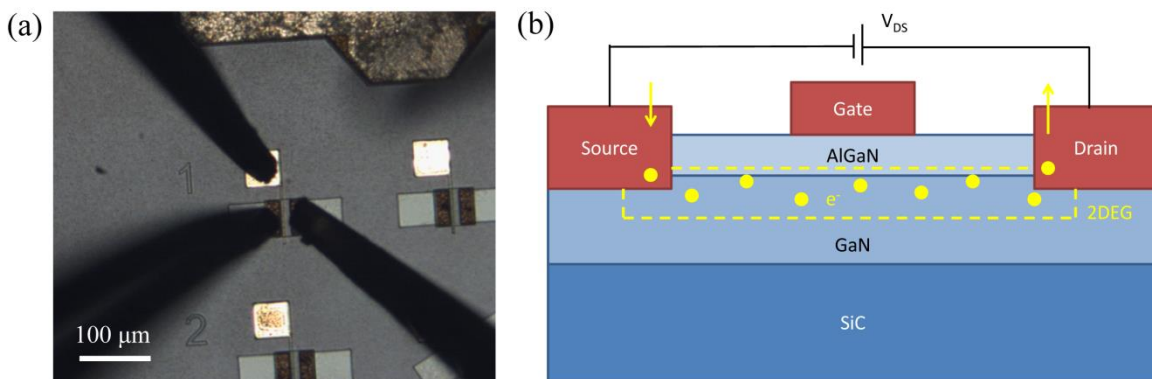 (a)
1
2
100 μm
(b)
V_DS
Gate
Source
AlGaN
Drain
e⁻
2DEG
GaN
SiC